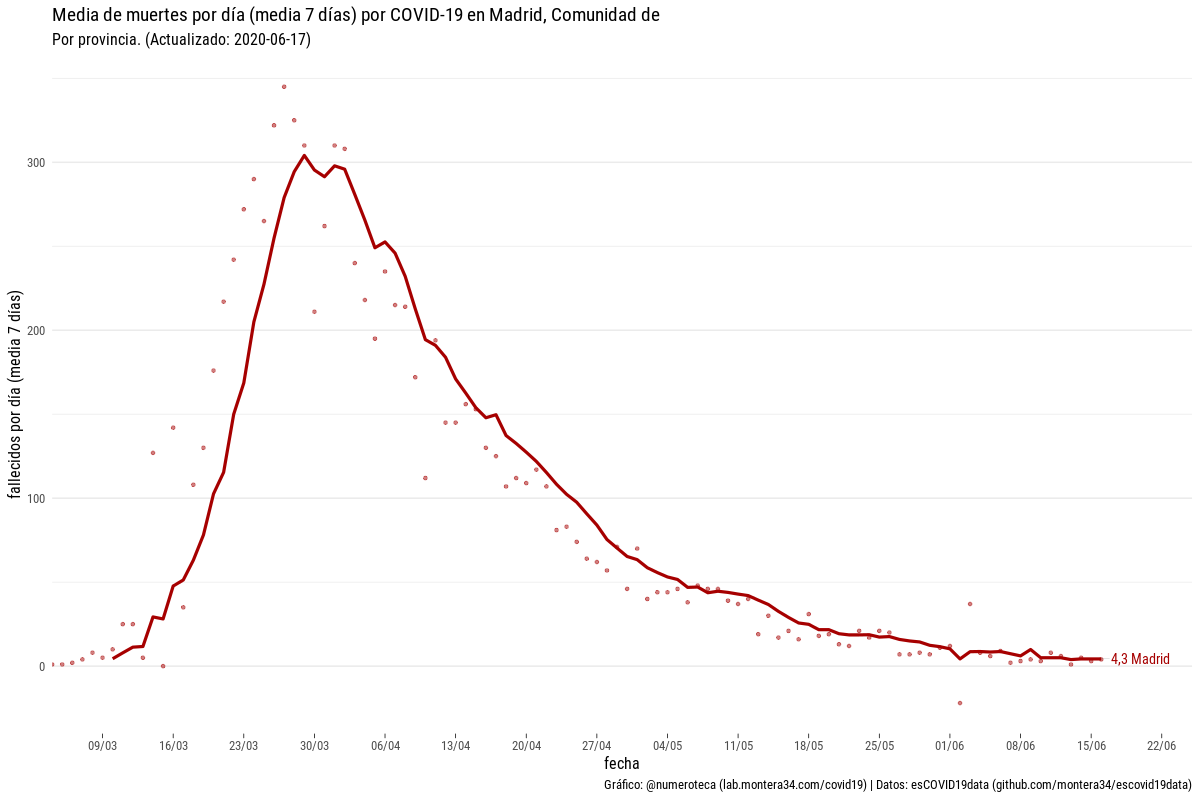 Media de muertes por día (media 7 días) por COVID-19 en Madrid, Comunidad de
Por provincia. (Actualizado: 2020-06-17)
fallecidos por día (media 7 días)
300
200
100
0
4,3 Madrid
09/03 16/03 23/03 30/03 06/04 13/04 20/04 27/04 04/05 11/05 18/05 25/05 01/06 08/06 15/06 22/06
fecha
Gráfico: @numeroteca (lab.montera34.com/covid19) | Datos: esCOVID19data (github.com/montera34/escovid19data)